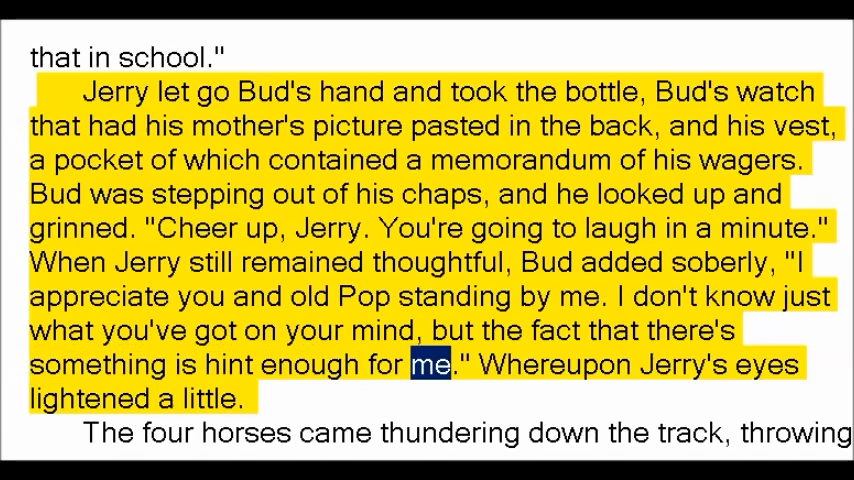 that in school."
Jerry let go Bud's hand and took the bottle, Bud's watch
that had his mother's picture pasted in the back, and his vest,
a pocket of which contained a memorandum of his wagers.
Bud was stepping out of his chaps, and he looked up and
grinned. "Cheer up, Jerry. You're going to laugh in a minute."
When Jerry still remained thoughtful, Bud added soberly, "I
appreciate you and old Pop standing by me. I don't know just
what you've got on your mind, but the fact that there's
something is hint enough for me." Whereupon Jerry's eyes
lightened a little.
The four horses came thundering down the track, throwing